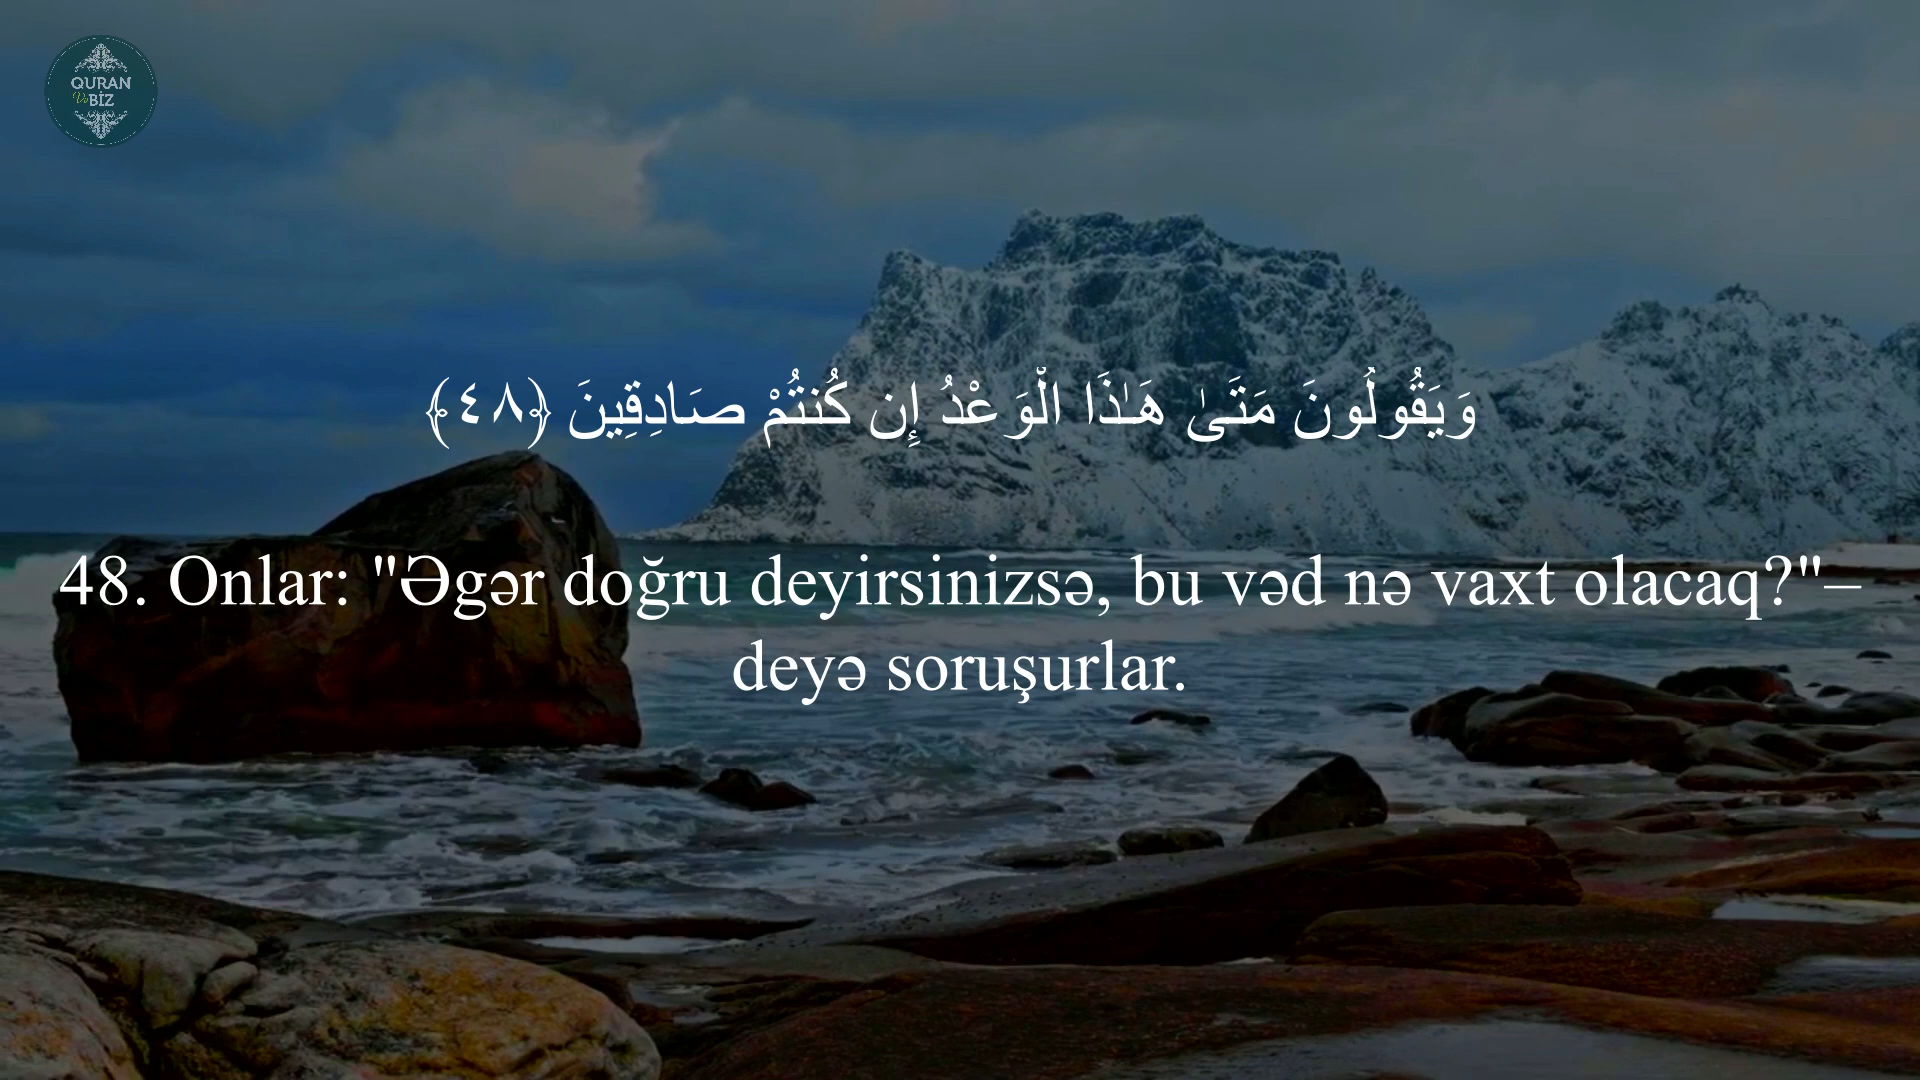 QURAN
Və BİZ
وَيَقُولُونَ مَتَىٰ هَـٰذَا الْوَعْدُ إِن كُنتُمْ صَادِقِينَ ﴿٤٨﴾
48. Onlar: "Əgər doğru deyirsinizsə, bu vəd nə vaxt olacaq?"–
deyə soruşurlar.